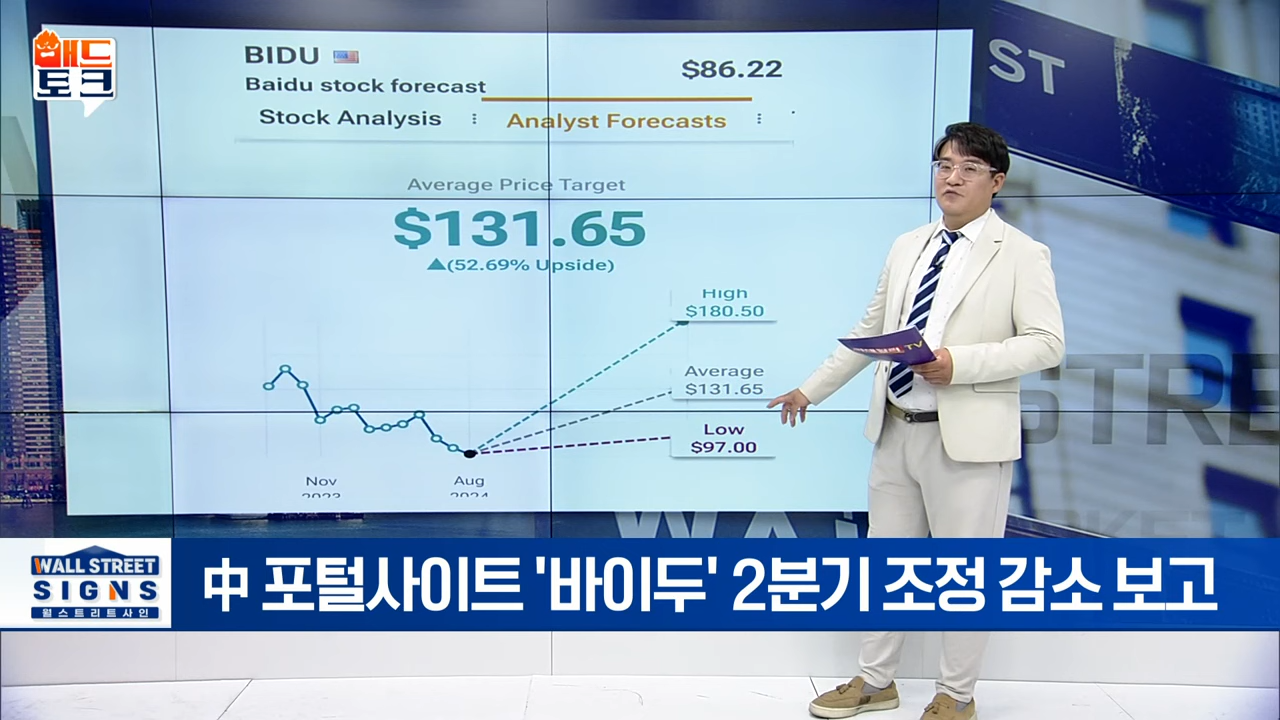 매드
토크
BIDU
$86.22
Baidu stock forecast
Stock Analysis
Analyst Forecasts
Average Price Target
$131.65
▲(52.69% Upside)
High
$180.50
Average
$131.65
Low
$97.00
Nov
2023
Aug
2024
ST
STRE
TV
WALL STREET
SIGNS
월스트리트사인
中 포털사이트 '바이두' 2분기 조정 감소 보고